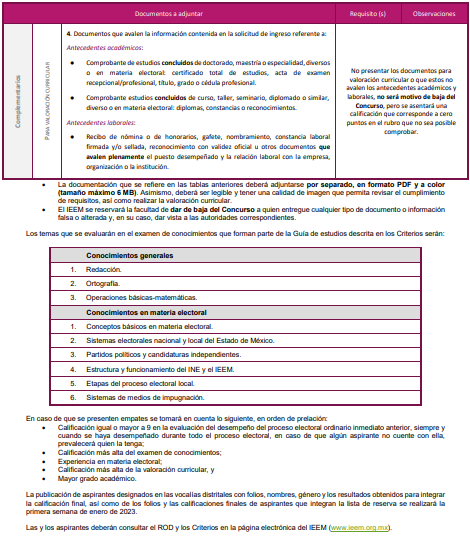 Documentos a adjuntar
Requisito (s)
Observaciones
Complementarios
PARA VALORACIÓN CURRICULAR
4. Documentos que avalen la información contenida en la solicitud de ingreso referente a:
Antecedentes académicos:
● Comprobante de estudios concluidos de doctorado, maestría o especialidad, diversos
o en materia electoral: certificado total de estudios, acta de examen
recepcional/profesional, título, grado o cédula profesional.
● Comprobante estudios concluidos de curso, taller, seminario, diplomado o similar,
diverso o en materia electoral: diplomas, constancias o reconocimientos.
Antecedentes laborales:
● Recibo de nómina o de honorarios, gafete, nombramiento, constancia laboral
firmada y/o sellada, reconocimiento con validez oficial u otros documentos que
avalen plenamente el puesto desempeñado y la relación laboral con la empresa,
organización o la institución.
No presentar los documentos para
valoración curricular o que estos no
avalen los antecedentes académicos y
laborales, no será motivo de baja del
Concurso, pero se asentará una
calificación que corresponde a cero
puntos en el rubro que no sea posible
comprobar.
• La documentación que se refiere en las tablas anteriores deberá adjuntarse por separado, en formato PDF y a color
(tamaño máximo 6 MB). Asimismo, deberá ser legible y tener una calidad de imagen que permita revisar el cumplimiento
de requisitos, así como realizar la valoración curricular.
• El IEEM se reservará la facultad de dar de baja del Concurso a quien entregue cualquier tipo de documento o información
falsa o alterada y, en su caso, dar vista a las autoridades correspondientes.
Los temas que se evaluarán en el examen de conocimientos que forman parte de la Guía de estudios descrita en los Criterios serán:
Conocimientos generales
1. Redacción.
2. Ortografía.
3. Operaciones básicas-matemáticas.
Conocimientos en materia electoral
1. Conceptos básicos en materia electoral.
2. Sistemas electorales nacional y local del Estado de México.
3. Partidos políticos y candidaturas independientes.
4. Estructura y funcionamiento del INE y el IEEM.
5. Etapas del proceso electoral local.
6. Sistemas de medios de impugnación.
En caso de que se presenten empates se tomará en cuenta lo siguiente, en orden de prelación:
• Calificación igual o mayor a 9 en la evaluación del desempeño del proceso electoral ordinario inmediato anterior, siempre y
cuando se haya desempeñado durante todo el proceso electoral, en caso de que algún aspirante no cuente con ella,
prevalecerá quien la tenga;
• Calificación más alta del examen de conocimientos;
• Experiencia en materia electoral;
• Calificación más alta de la valoración curricular, y
• Mayor grado académico.
La publicación de aspirantes designados en las vocalías distritales con folios, nombres, género y los resultados obtenidos para integrar
la calificación final, así como de los folios y las calificaciones finales de aspirantes que integran la lista de reserva se realizará la
primera semana de enero de 2023.
Las y los aspirantes deberán consultar el ROD y los Criterios en la página electrónica del IEEM (www.ieem.org.mx).